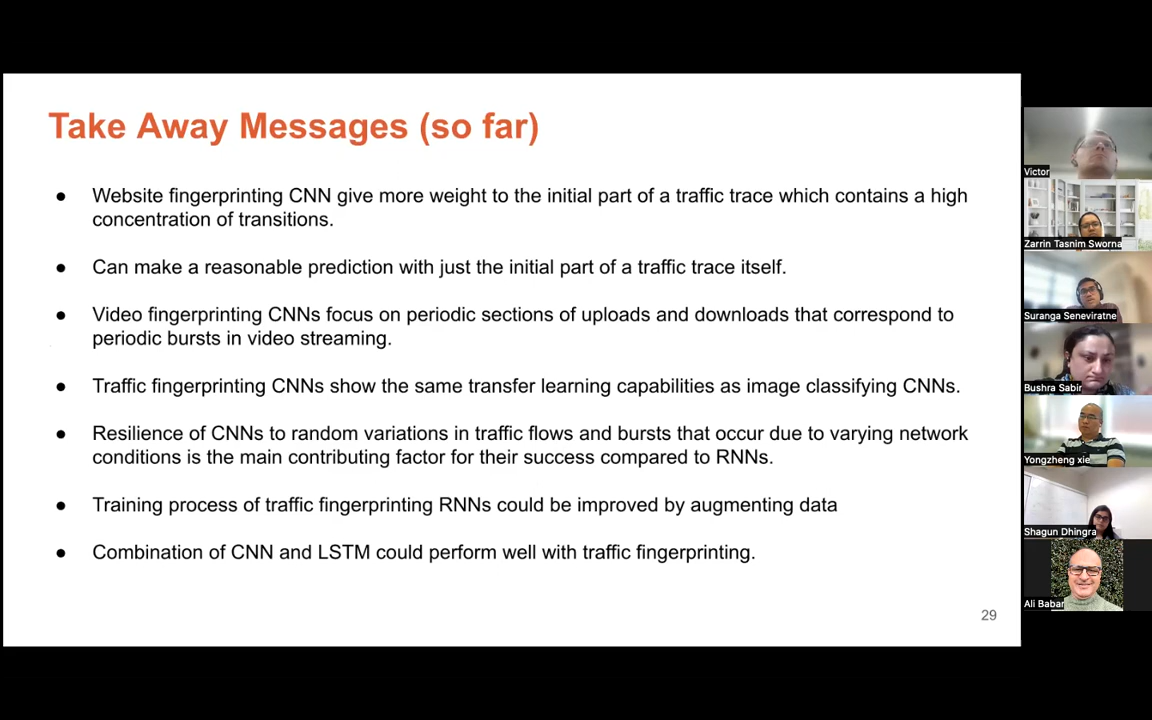 Take Away Messages (so far)
● Website fingerprinting CNN give more weight to the initial part of a traffic trace which contains a high
concentration of transitions.
● Can make a reasonable prediction with just the initial part of a traffic trace itself.
● Video fingerprinting CNNs focus on periodic sections of uploads and downloads that correspond to
periodic bursts in video streaming.
● Traffic fingerprinting CNNs show the same transfer learning capabilities as image classifying CNNs.
● Resilience of CNNs to random variations in traffic flows and bursts that occur due to varying network
conditions is the main contributing factor for their success compared to RNNs.
● Training process of traffic fingerprinting RNNs could be improved by augmenting data
● Combination of CNN and LSTM could perform well with traffic fingerprinting.
29
Victor
Zarrin Tasnim Sworna
Suranga Seneviratne
Bushra Sabir
Yongzheng xie
Shagun Dhingra
Ali Babar